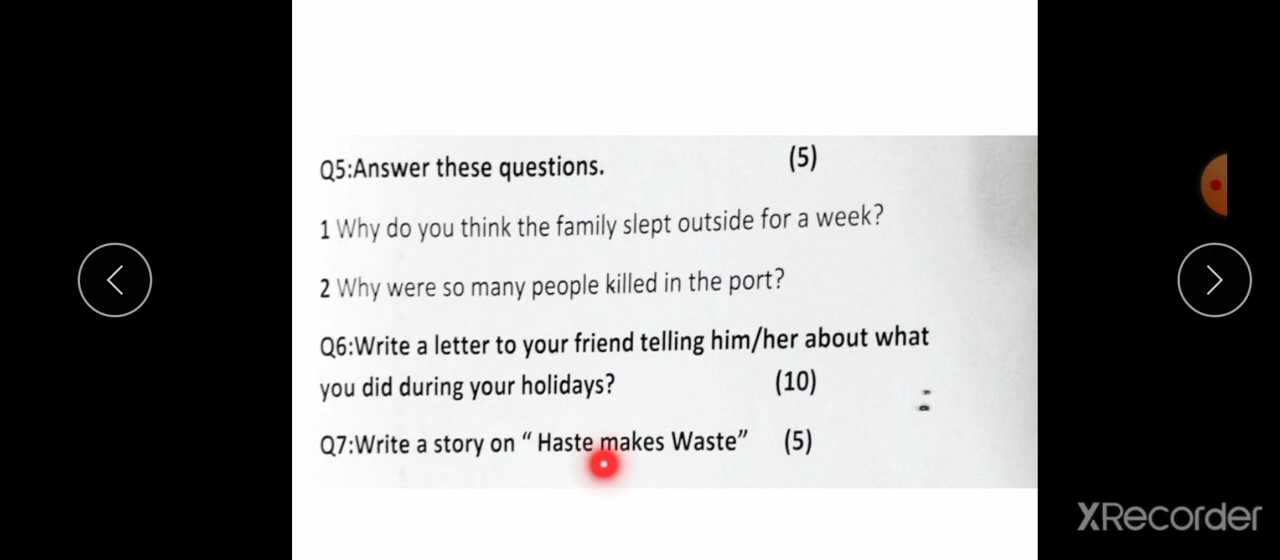 Q5:Answer these questions. (5)
1 Why do you think the family slept outside for a week?
2 Why were so many people killed in the port?
Q6:Write a letter to your friend telling him/her about what
you did during your holidays? (10)
Q7:Write a story on “ Haste makes Waste” (5)
XRecorder